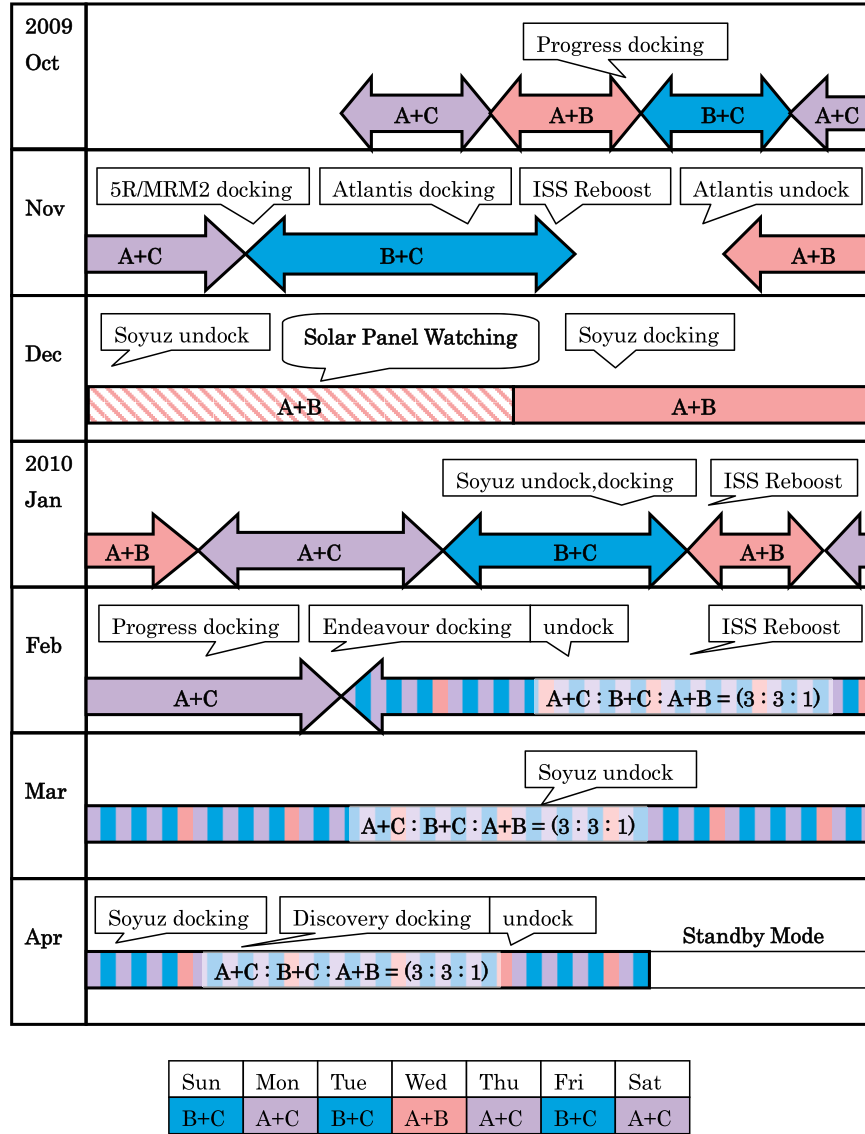 2009
Oct
Progress docking
A+C
A+B
B+C
A+C
Nov
5R/MRM2 docking
Atlantis docking
ISS Reboost
Atlantis undock
A+C
B+C
A+B
Dec
Soyuz undock
Solar Panel Watching
Soyuz docking
A+B
A+B
2010
Jan
Soyuz undock,docking
ISS Reboost
A+B
A+C
B+C
A+B
Feb
Progress docking
Endeavour docking
undock
ISS Reboost
A+C
A+C : B+C : A+B = (3 : 3 : 1)
Mar
Soyuz undock
A+C : B+C : A+B = (3 : 3 : 1)
Apr
Soyuz docking
Discovery docking
undock
Standby Mode
A+C : B+C : A+B = (3 : 3 : 1)
Sun Mon Tue Wed Thu Fri Sat
B+C A+C B+C A+B A+C B+C A+C